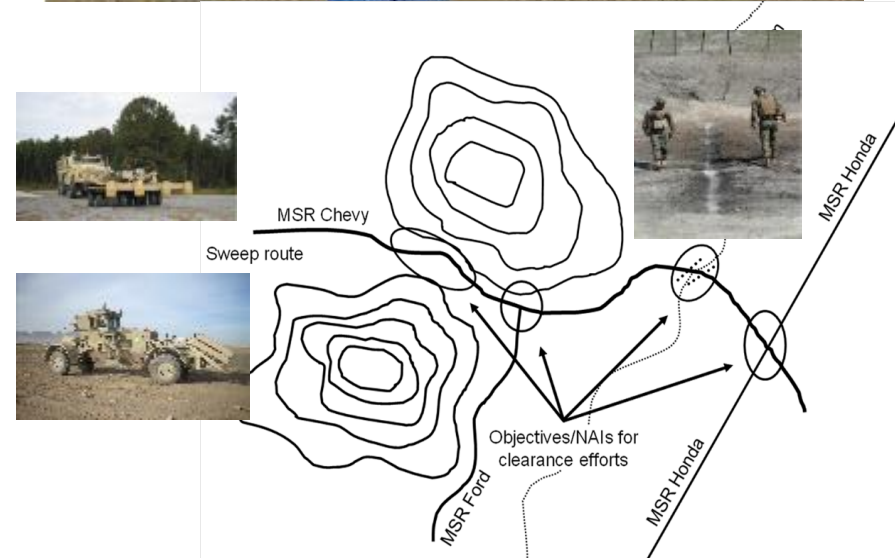 MSR Chevy
Sweep route
MSR Honda
Objectives/NAIs for
clearance efforts
MSR Ford
MSR Honda